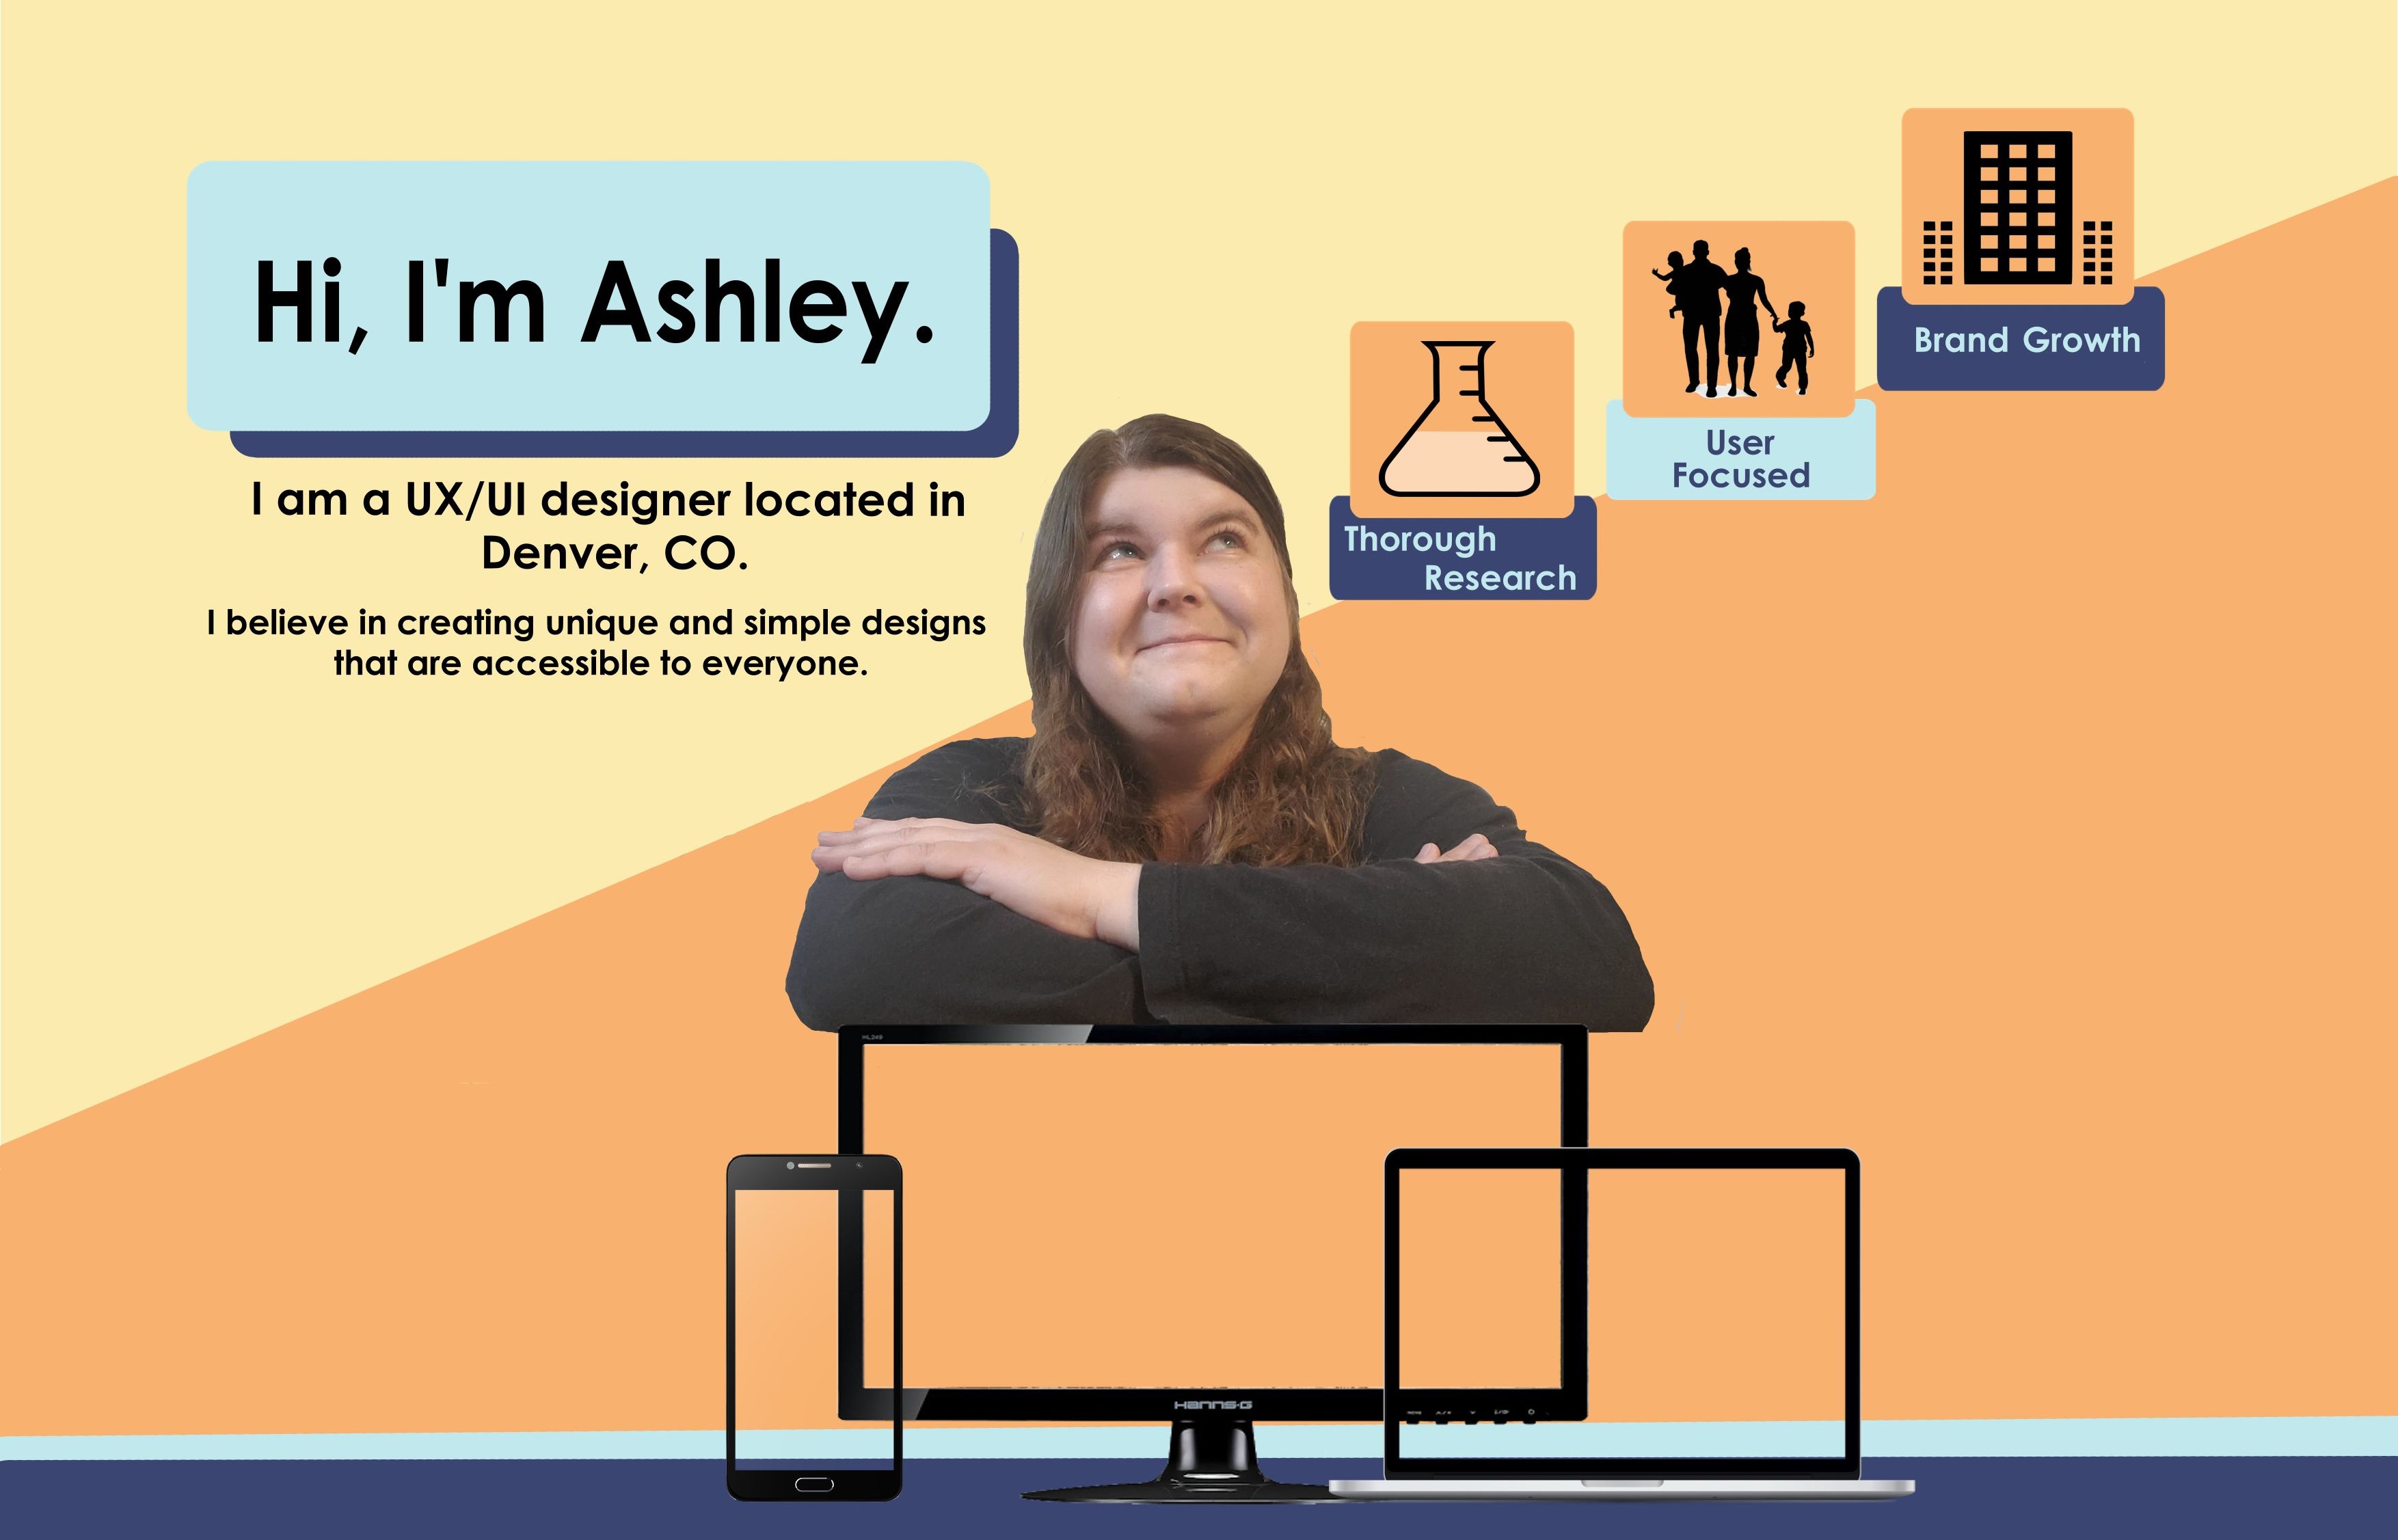 Hi, I'm Ashley.
I am a UX/UI designer located in
Denver, CO.
I believe in creating unique and simple designs
that are accessible to everyone.
Thorough
Research
User
Focused
Brand Growth
ML249
HANNS-G